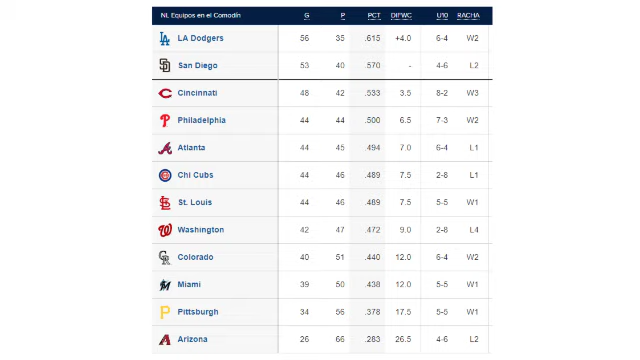 NL Equipos en el Comodín G P PCT DIFWC U10 RACHA
LA Dodgers 56 35 .615 +4.0 6-4 W2
San Diego 53 40 .570 - 4-6 L2
Cincinnati 48 42 .533 3.5 8-2 W3
Philadelphia 44 44 .500 6.5 7-3 W2
Atlanta 44 45 .494 7.0 6-4 L1
Chi Cubs 44 46 .489 7.5 2-8 L1
St. Louis 44 46 .489 7.5 5-5 W1
Washington 42 47 .472 9.0 2-8 L4
Colorado 40 51 .440 12.0 6-4 W2
Miami 39 50 .438 12.0 5-5 W1
Pittsburgh 34 56 .378 17.5 5-5 W1
Arizona 26 66 .283 26.5 4-6 L2